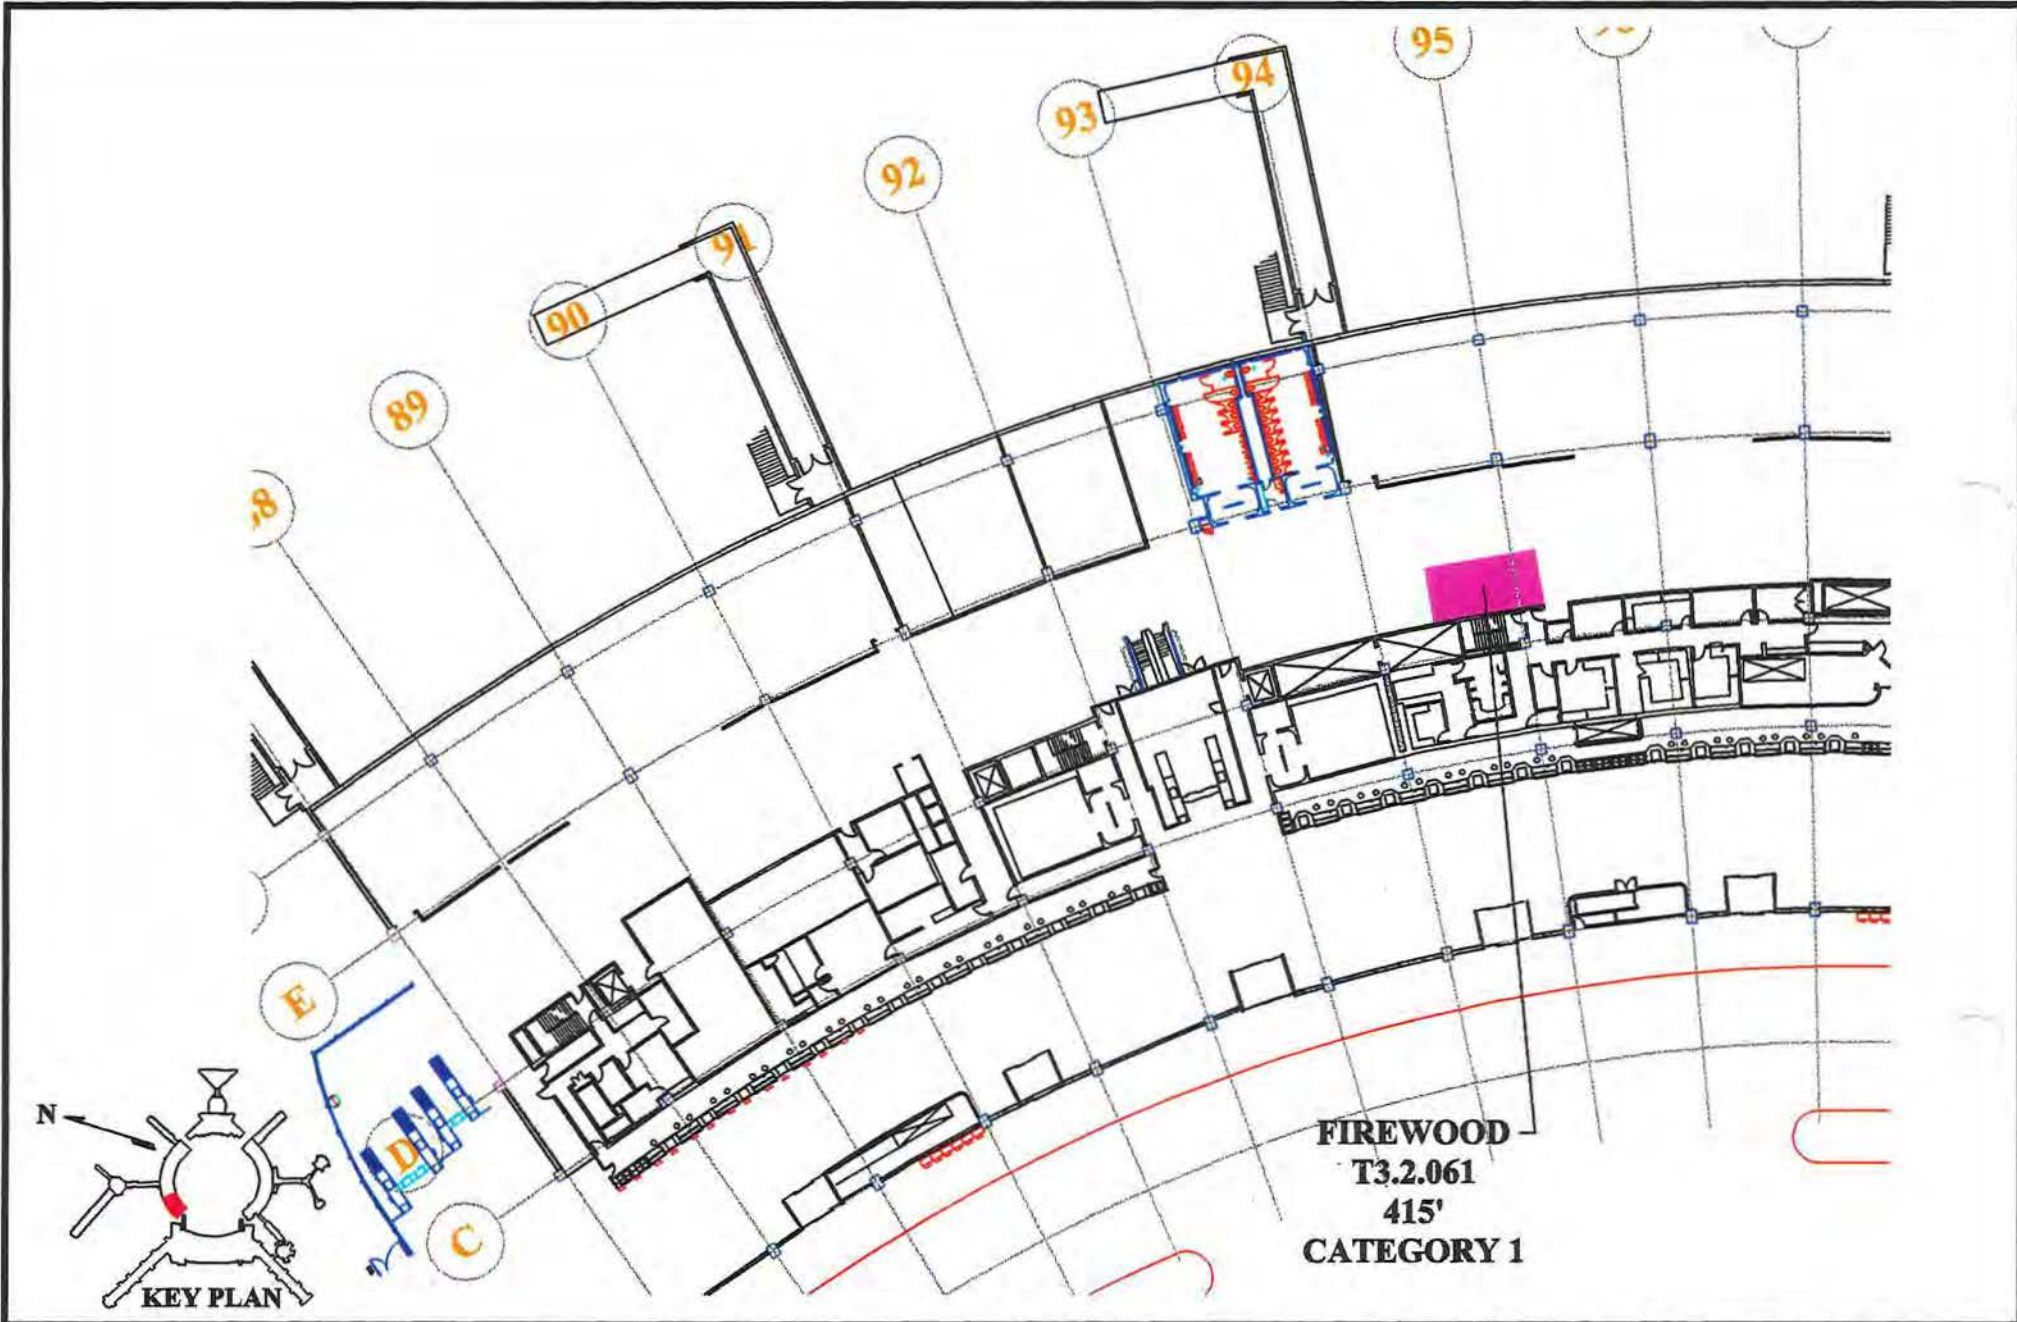 95
94
93
92
91
90
89
E
D
C
N
KEY PLAN
FIREWOOD
T3.2.061
415'
CATEGORY 1